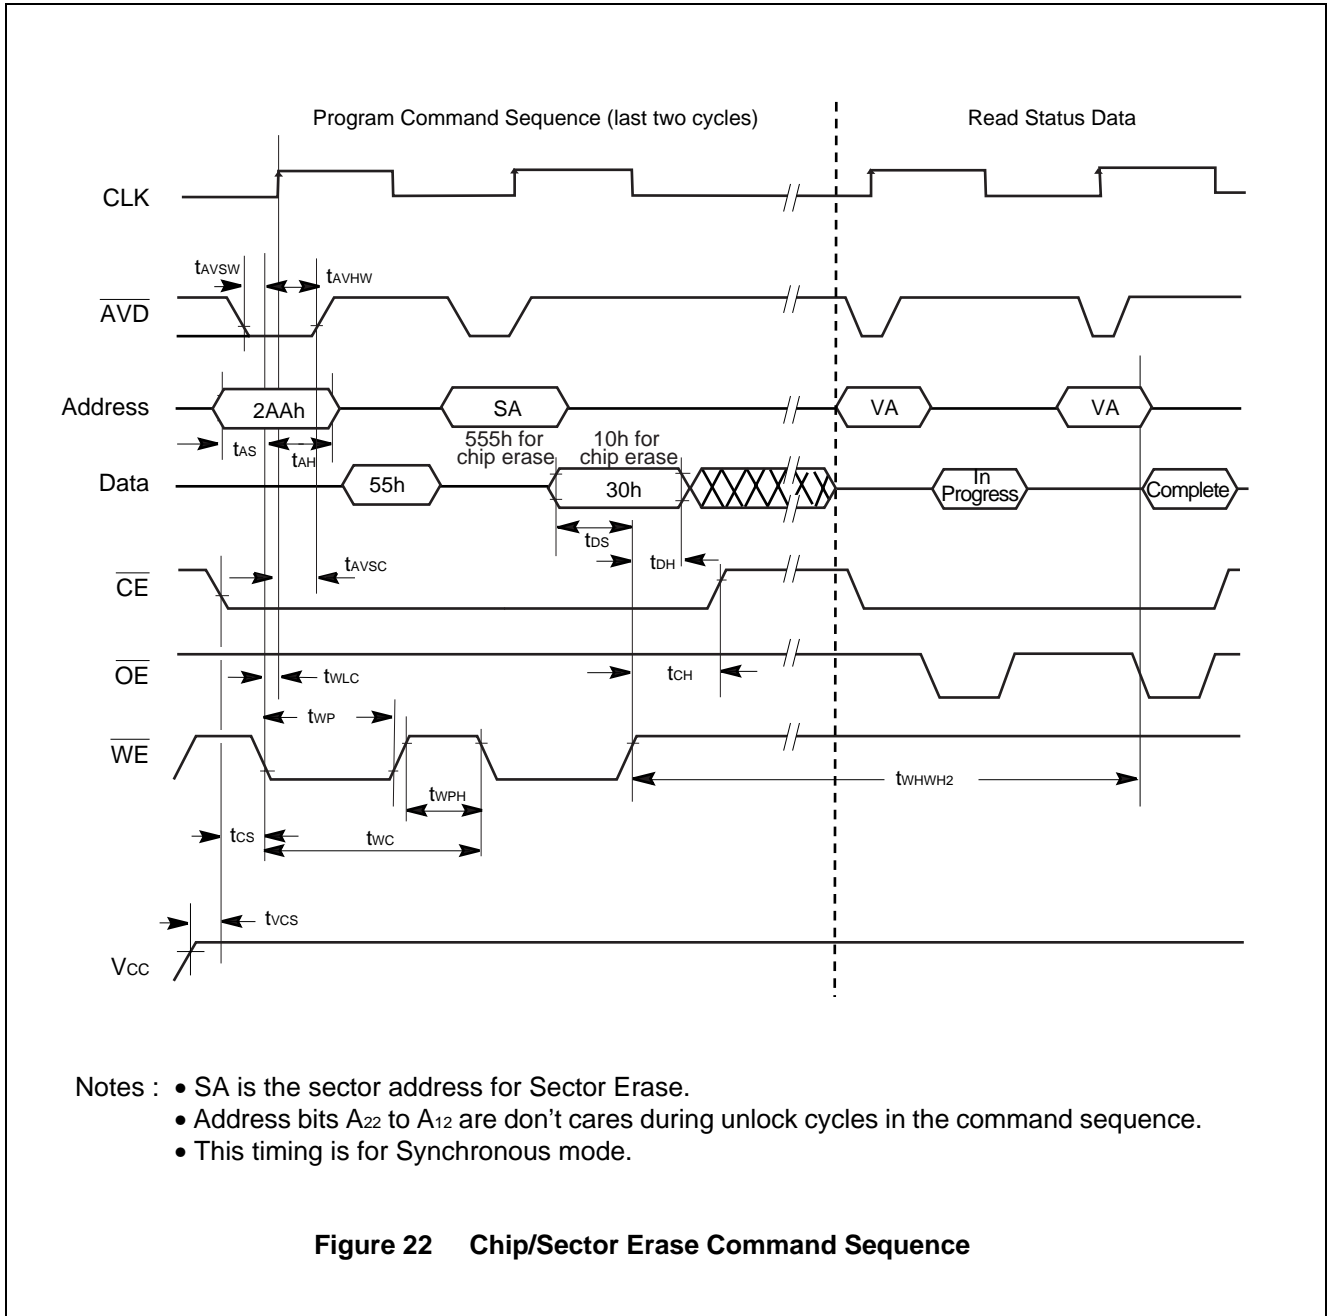 Program Command Sequence (last two cycles)
Read Status Data
CLK
tAVSW
tAVHW
AVD
Address
2AAh
SA
VA
VA
tAS
tAH
555h for
chip erase
10h for
chip erase
Data
55h
30h
In
Progress
Complete
tDS
tDH
tAVSC
CE
OE
tWLC
tCH
tWP
WE
tWPH
tWHWH2
tCS
tWC
tVCS
VCC
Notes : • SA is the sector address for Sector Erase.
• Address bits A22 to A12 are don’t cares during unlock cycles in the command sequence.
• This timing is for Synchronous mode.
Figure 22 Chip/Sector Erase Command Sequence